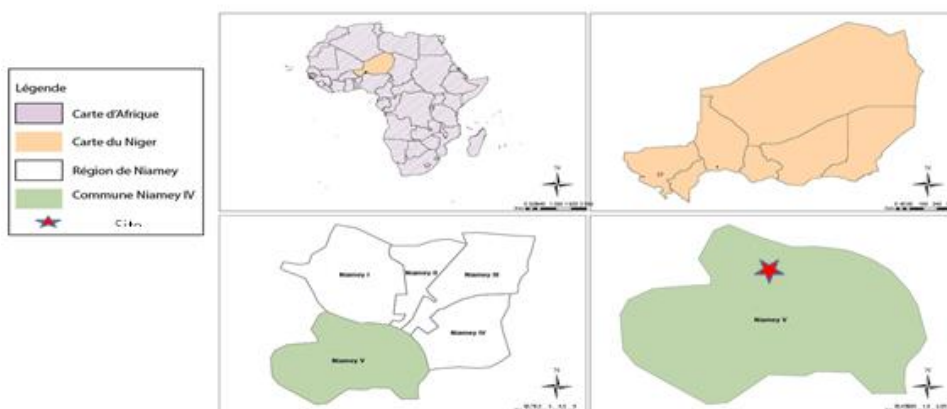 Légende
Carte d'Afrique
Carte du Niger
Région de Niamey
Commune Niamey IV
Niamey I
Niamey II
Niamey III
Niamey IV
Niamey V
Niamey V